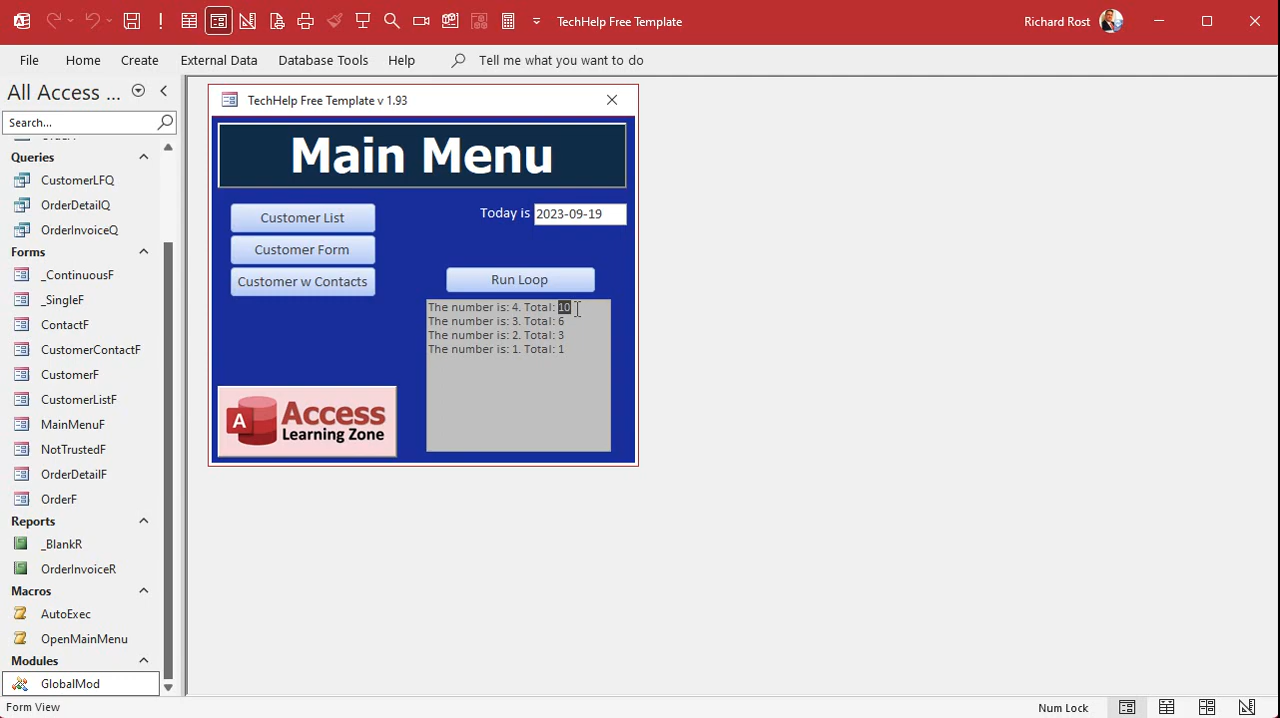 TechHelp Free Template
Richard Rost
File Home Create External Data Database Tools Help Tell me what you want to do
All Access ...
Search...
Queries
CustomerLFQ
OrderDetailQ
OrderInvoiceQ
Forms
_ContinuousF
_SingleF
ContactF
CustomerContactF
CustomerF
CustomerListF
MainMenuF
NotTrustedF
OrderDetailF
OrderF
Reports
_BlankR
OrderInvoiceR
Macros
AutoExec
OpenMainMenu
Modules
GlobalMod
TechHelp Free Template v 1.93
Main Menu
Customer List
Customer Form
Customer w Contacts
Today is 2023-09-19
Run Loop
The number is: 4. Total: 10
The number is: 3. Total: 6
The number is: 2. Total: 3
The number is: 1. Total: 1
A Access
Learning Zone
Form View
Num Lock